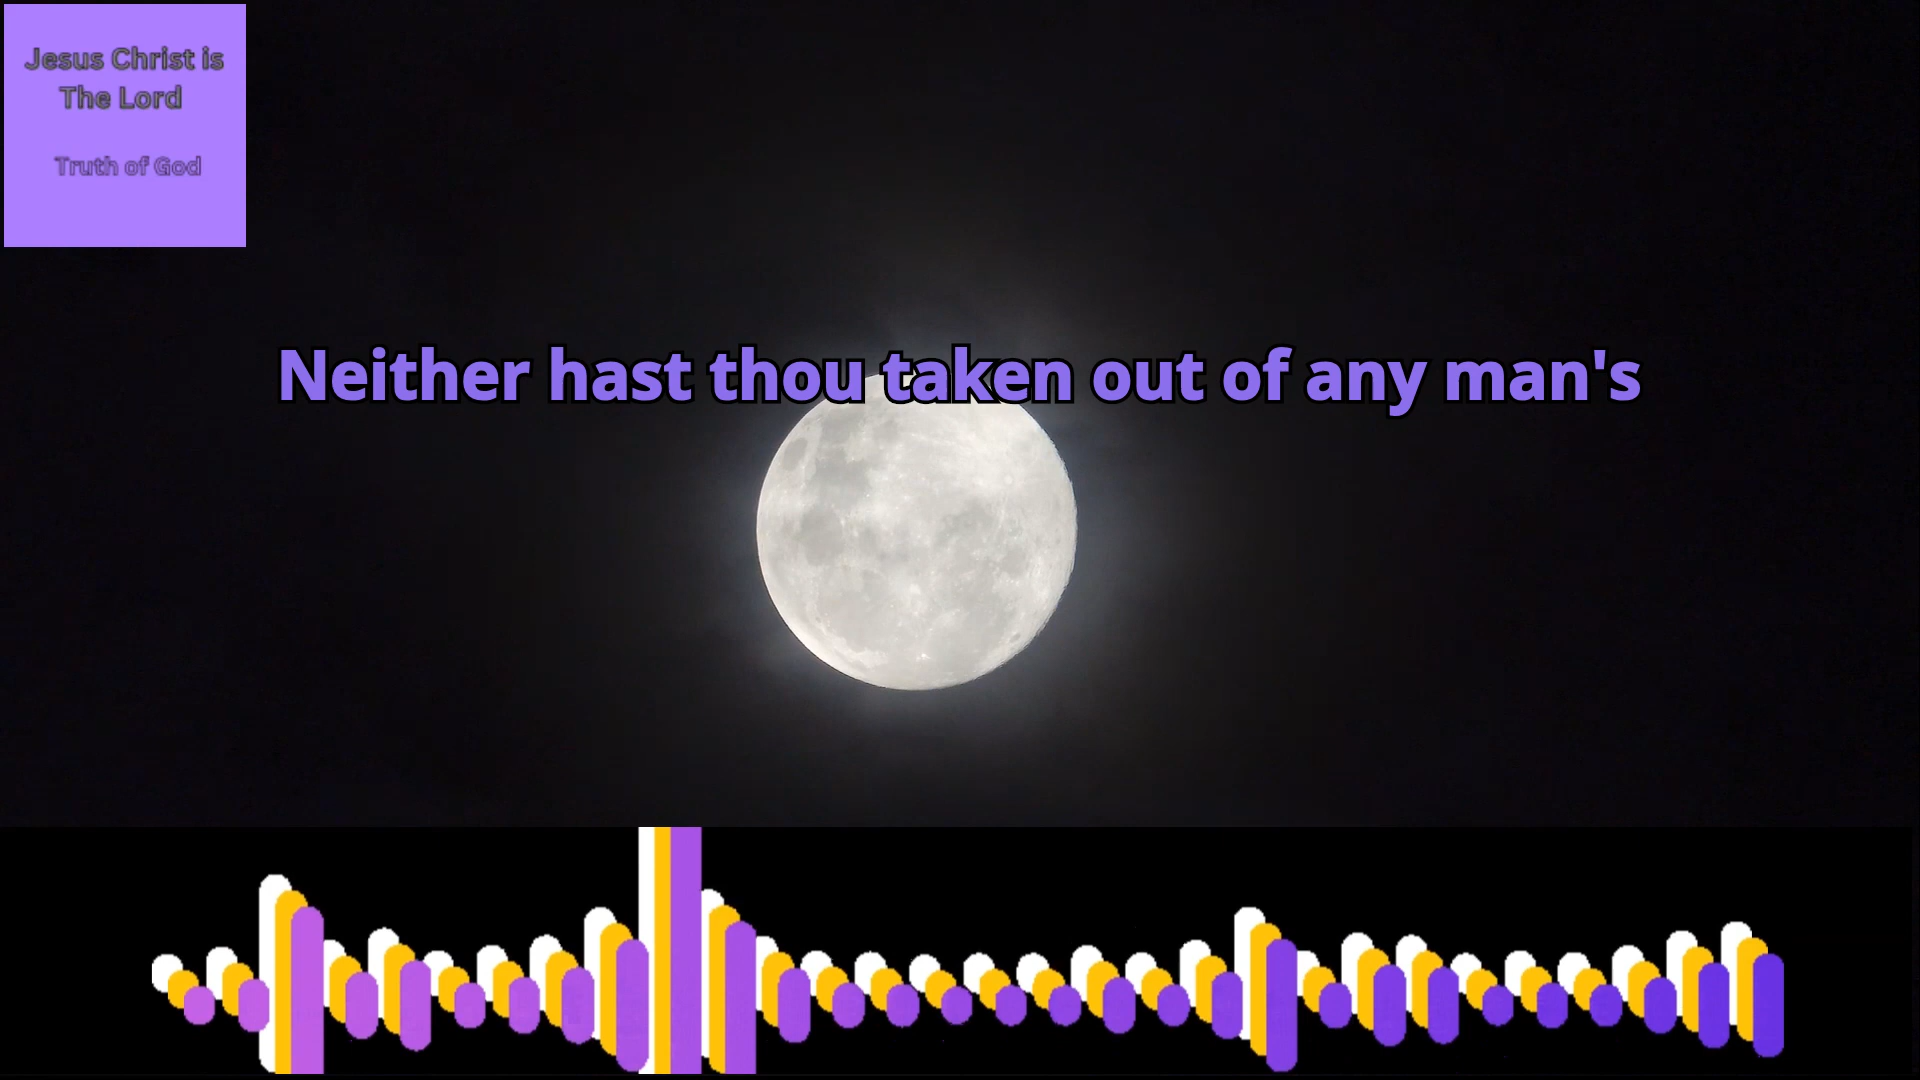 Jesus Christ is
The Lord
Truth of God
Neither hast thou taken out of any man's